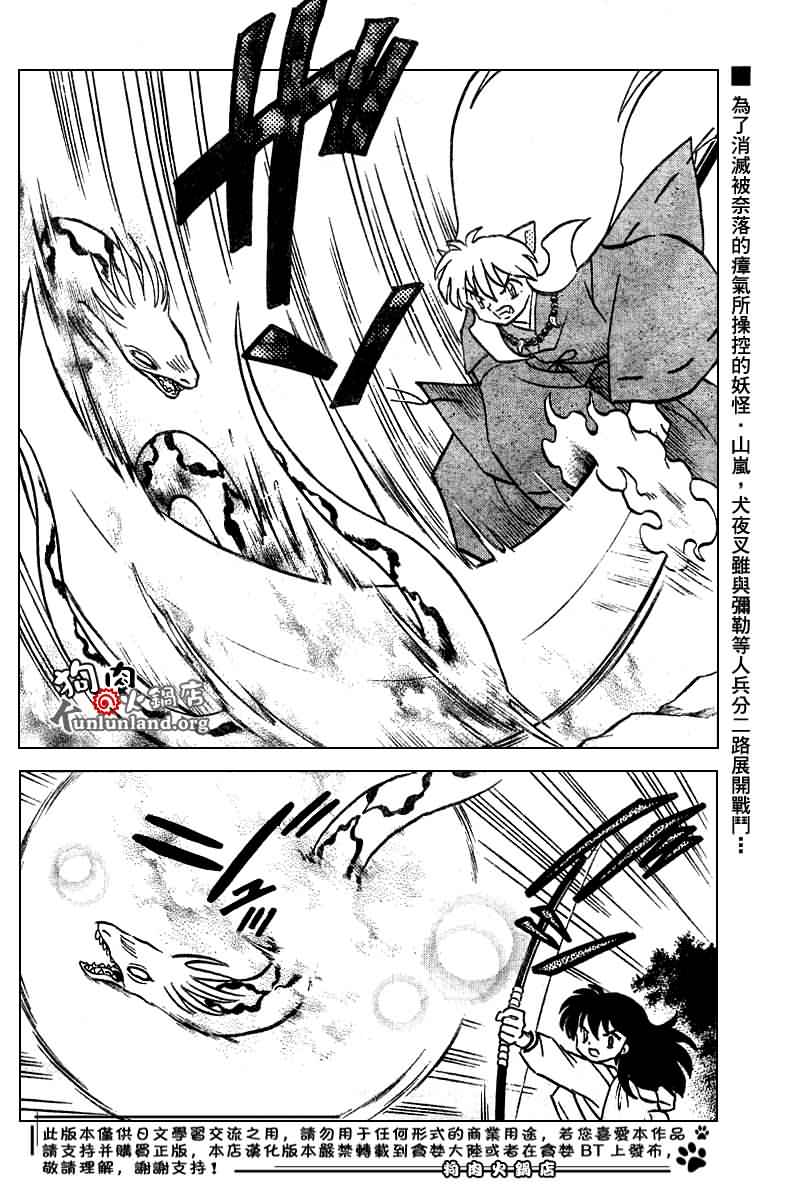 ■為了消滅被奈落的瘴氣所操控的妖怪．山嵐，犬夜叉雖與彌勒等人兵分二路展開戰鬥…
狗肉火鍋店
Kunlunland.org
此版本僅供日文學習交流之用，請勿用于任何形式的商業用途，若您喜愛本作品
請支持并購買正版，本店漢化版本嚴禁轉載到貪婪大陸或者在貪婪 BT 上發布，
敬請理解，謝謝支持！
狗肉火鍋店